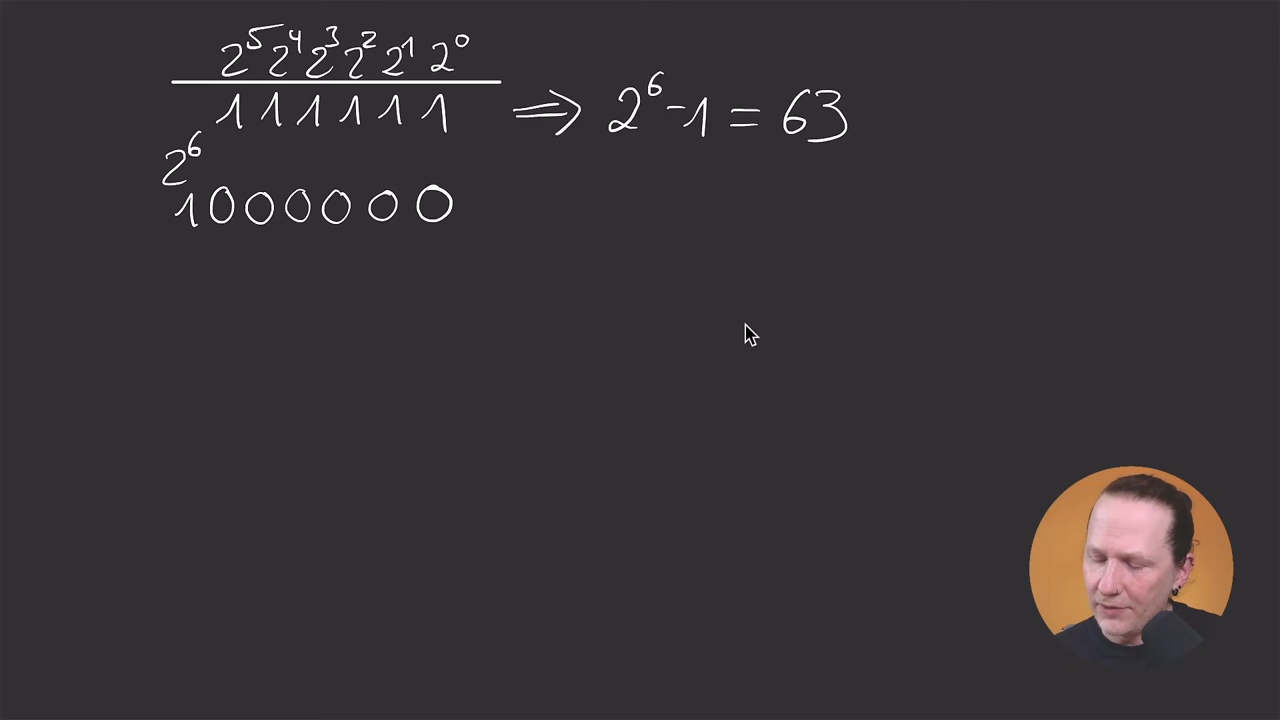 2⁵ 2⁴ 2³ 2² 2¹ 2⁰
1 1 1 1 1 1 ⟹ 2⁶ - 1 = 63
2⁶
1 0 0 0 0 0 0